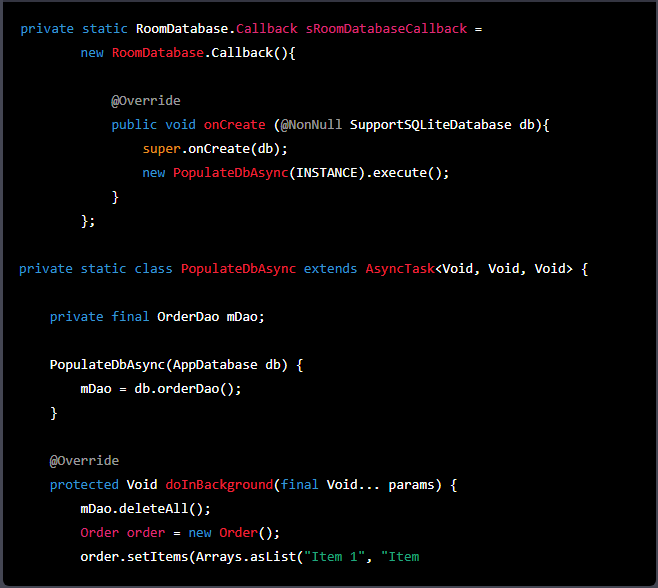 private static RoomDatabase.Callback sRoomDatabaseCallback =
        new RoomDatabase.Callback(){
            @Override
            public void onCreate (@NonNull SupportSQLiteDatabase db){
                super.onCreate(db);
                new PopulateDbAsync(INSTANCE).execute();
            }
        };
private static class PopulateDbAsync extends AsyncTask<Void, Void, Void> {
    private final OrderDao mDao;
    PopulateDbAsync(AppDatabase db) {
        mDao = db.orderDao();
    }
    @Override
    protected Void doInBackground(final Void... params) {
        mDao.deleteAll();
        Order order = new Order();
        order.setItems(Arrays.asList("Item 1", "Item